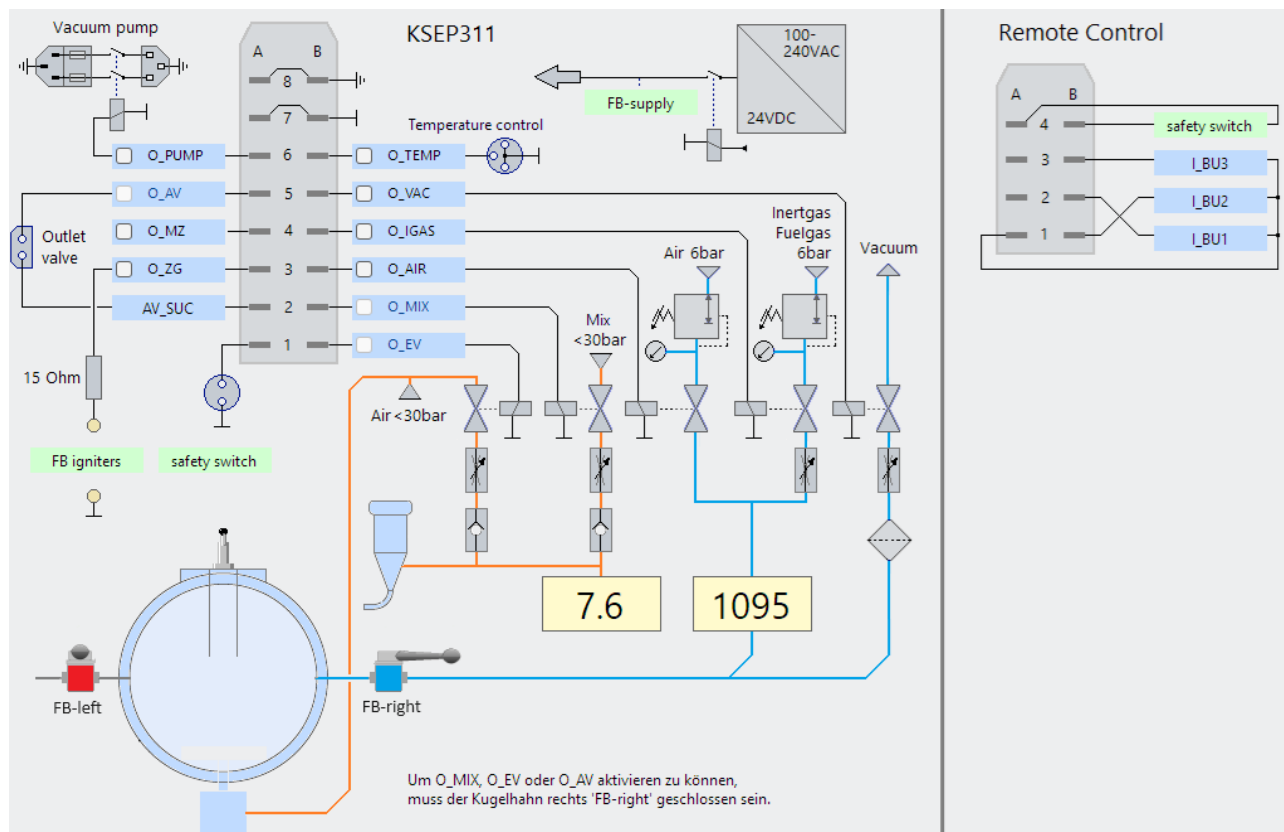 Vacuum pump
KSEP311
Remote Control
100-
240VAC
24VDC
FB-supply
A
B
8
7
6
5
4
3
2
1
O_PUMP
O_AV
O_MZ
O_ZG
AV_SUC
O_TEMP
O_VAC
O_IGAS
O_AIR
O_MIX
O_EV
Temperature control
Outlet
valve
15 Ohm
FB igniters
safety switch
Air <30bar
Mix
<30bar
Air 6bar
Inertgas
Fuelgas
6bar
Vacuum
7.6
1095
FB-left
FB-right
Um O_MIX, O_EV oder O_AV aktivieren zu können,
muss der Kugelhahn rechts 'FB-right' geschlossen sein.
A
B
4
3
2
1
safety switch
I_BU3
I_BU2
I_BU1